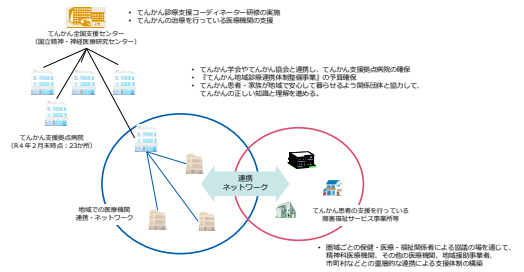 • てんかん診療支援コーディネーター研修の実施
• てんかんの治療を行っている医療機関の支援
てんかん全国支援センター
（国立精神・神経医療研究センター）
• てんかん学会やてんかん協会と連携し、てんかん支援拠点病院の確保
• 『てんかん地域診療連携体制整備事業』の予算確保
• てんかん患者・家族が地域で安心して暮らせるよう関係団体と協力して、
てんかんの正しい知識と理解を進める。
てんかん支援拠点病院
（R４年２月末時点：23か所）
連携
ネットワーク
地域での医療機関
連携・ネットワーク
てんかん患者の支援を行っている
障害福祉サービス事業所等
• 圏域ごとの保健・医療・福祉関係者による協議の場を通じて、
精神科医療機関、その他の医療機関、地域援助事業者、
市町村などとの重層的な連携による支援体制の構築